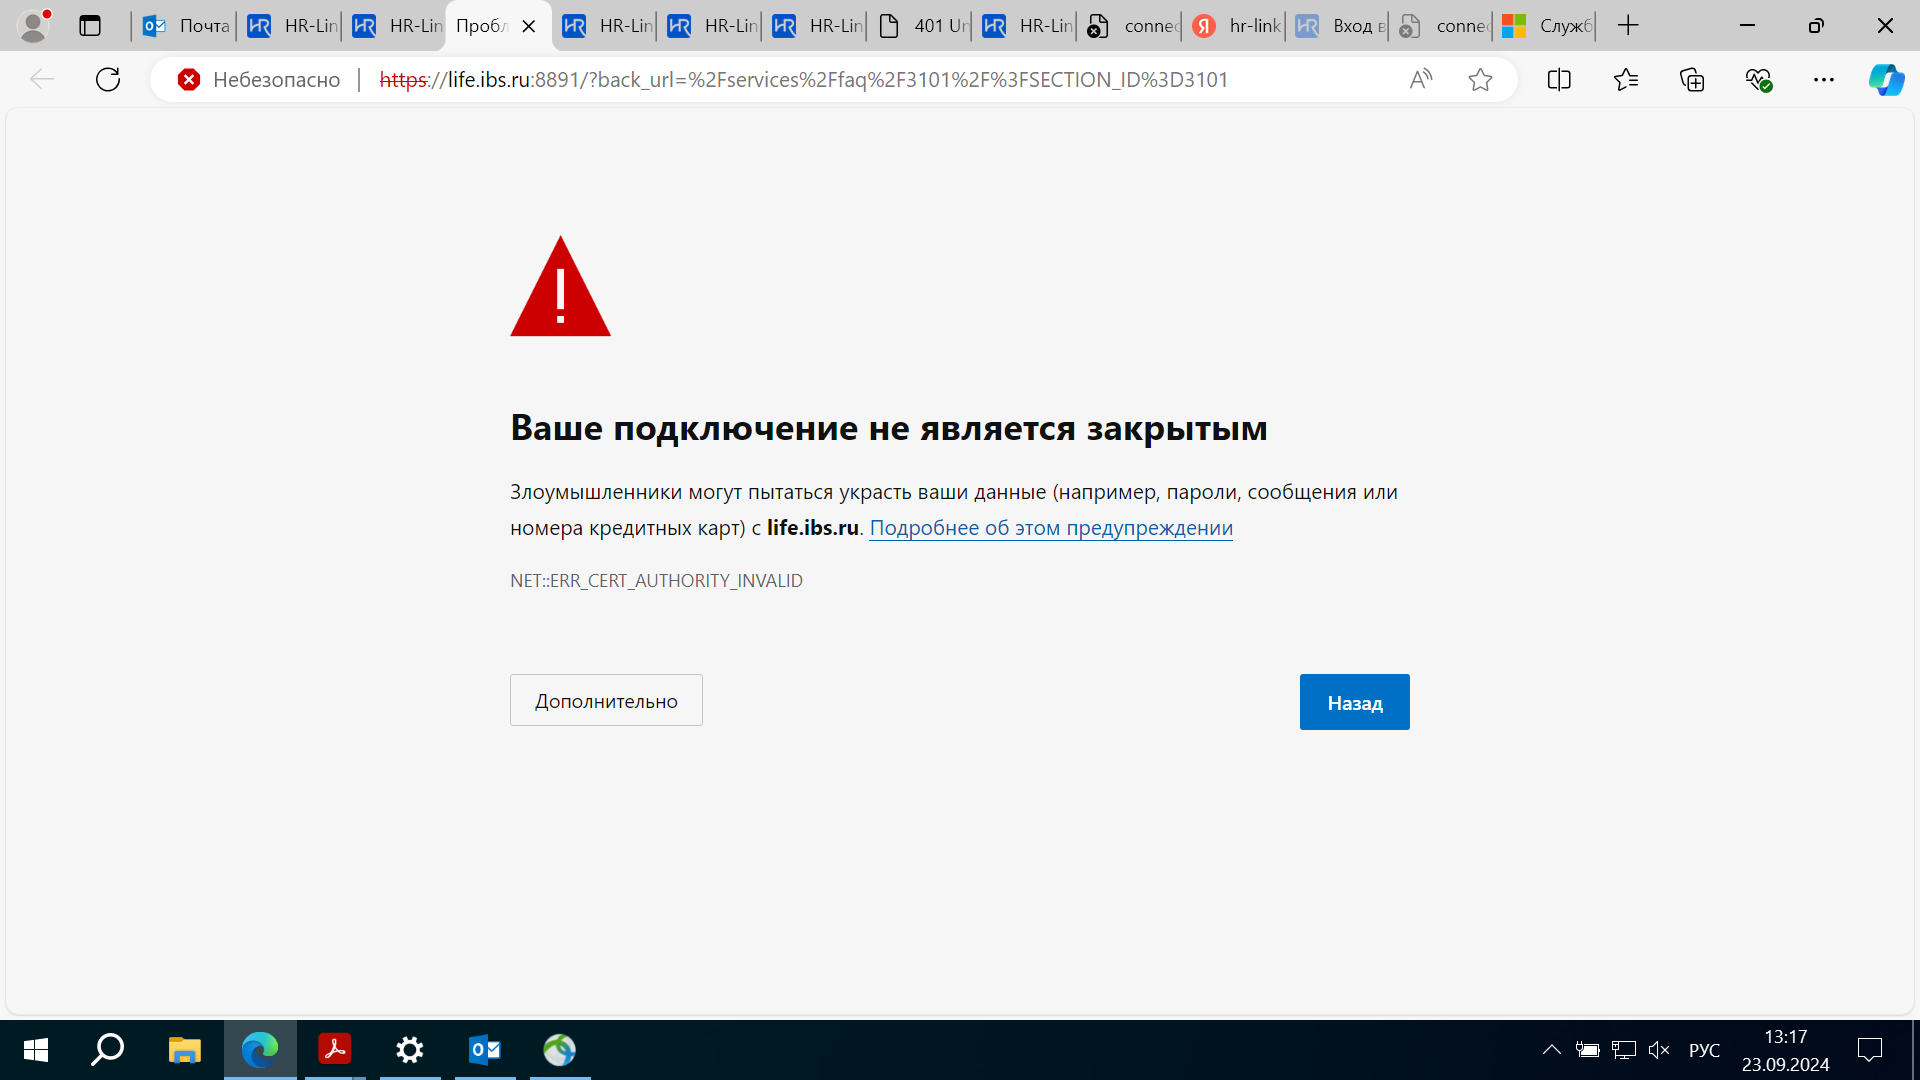 Почта
HR-Lin
HR-Lin
Пробл
HR-Lin
HR-Lin
HR-Lin
401 Un
HR-Lin
connec
hr-link
Вход в
connec
Служб
Небезопасно
https://life.ibs.ru:8891/?back_url=%2Fservices%2Ffaq%2F3101%2F%3FSECTION_ID%3D3101
Ваше подключение не является закрытым
Злоумышленники могут пытаться украсть ваши данные (например, пароли, сообщения или
номера кредитных карт) с life.ibs.ru. Подробнее об этом предупреждении
NET::ERR_CERT_AUTHORITY_INVALID
Дополнительно
Назад
РУС
13:17
23.09.2024